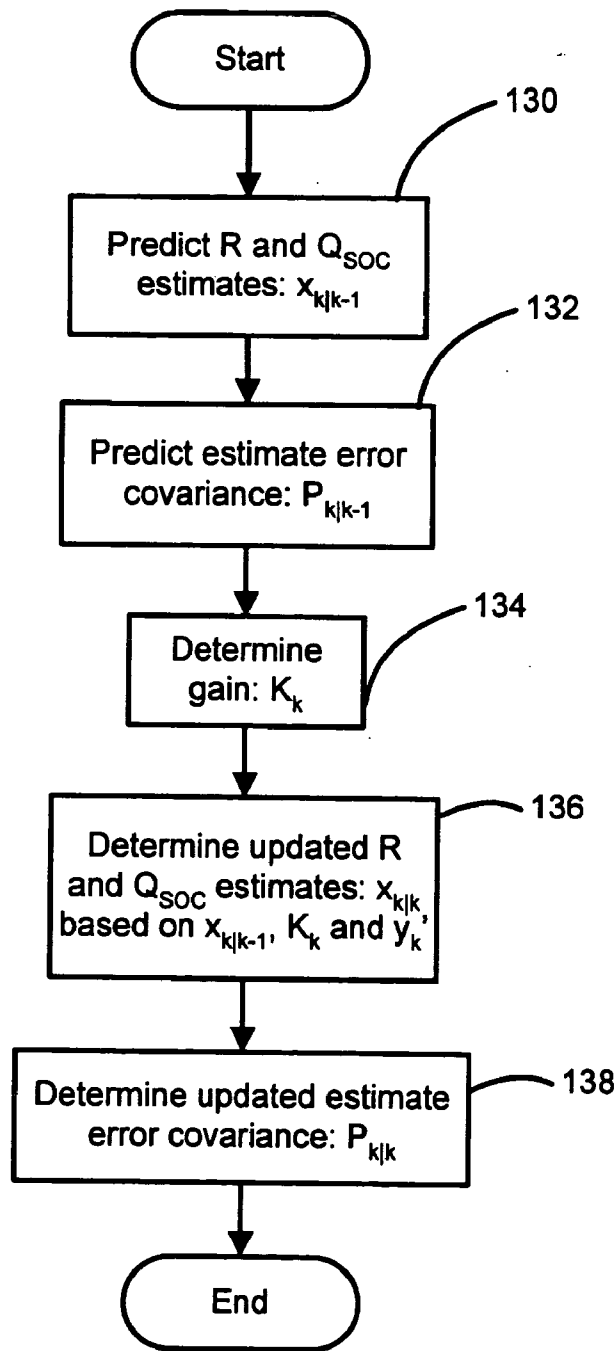 Start
130
Predict R and Q_SOC
estimates: x_k|k-1
132
Predict estimate error
covariance: P_k|k-1
134
Determine
gain: K_k
136
Determine updated R
and Q_SOC estimates: x_k|k,
based on x_k|k-1, K_k and y_k
138
Determine updated estimate
error covariance: P_k|k
End